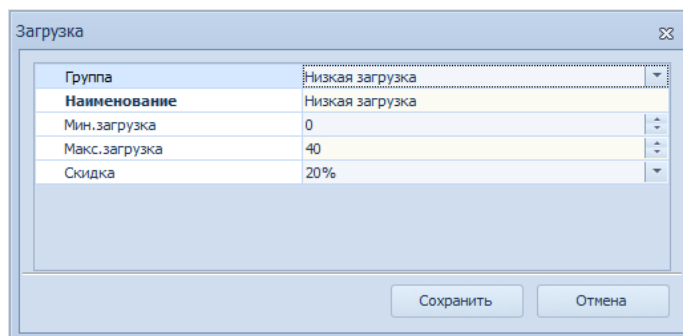 Загрузка
Группа Низкая загрузка
Наименование Низкая загрузка
Мин.загрузка 0
Макс.загрузка 40
Скидка 20%
Сохранить Отмена